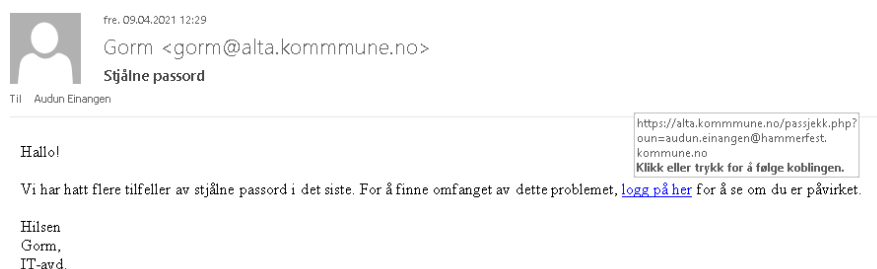 fre. 09.04.2021 12:29
Gorm <gorm@alta.kommmune.no>
Stjålne passord
Til Audun Einangen
https://alta.kommmune.no/passjekk.php?
oun=audun.einangen@hammerfest.
kommune.no
Klikk eller trykk for å følge koblingen.
Hallo!
Vi har hatt flere tilfeller av stjålne passord i det siste. For å finne omfanget av dette problemet, logg på her for å se om du er påvirket.
Hilsen
Gorm,
IT-avd.